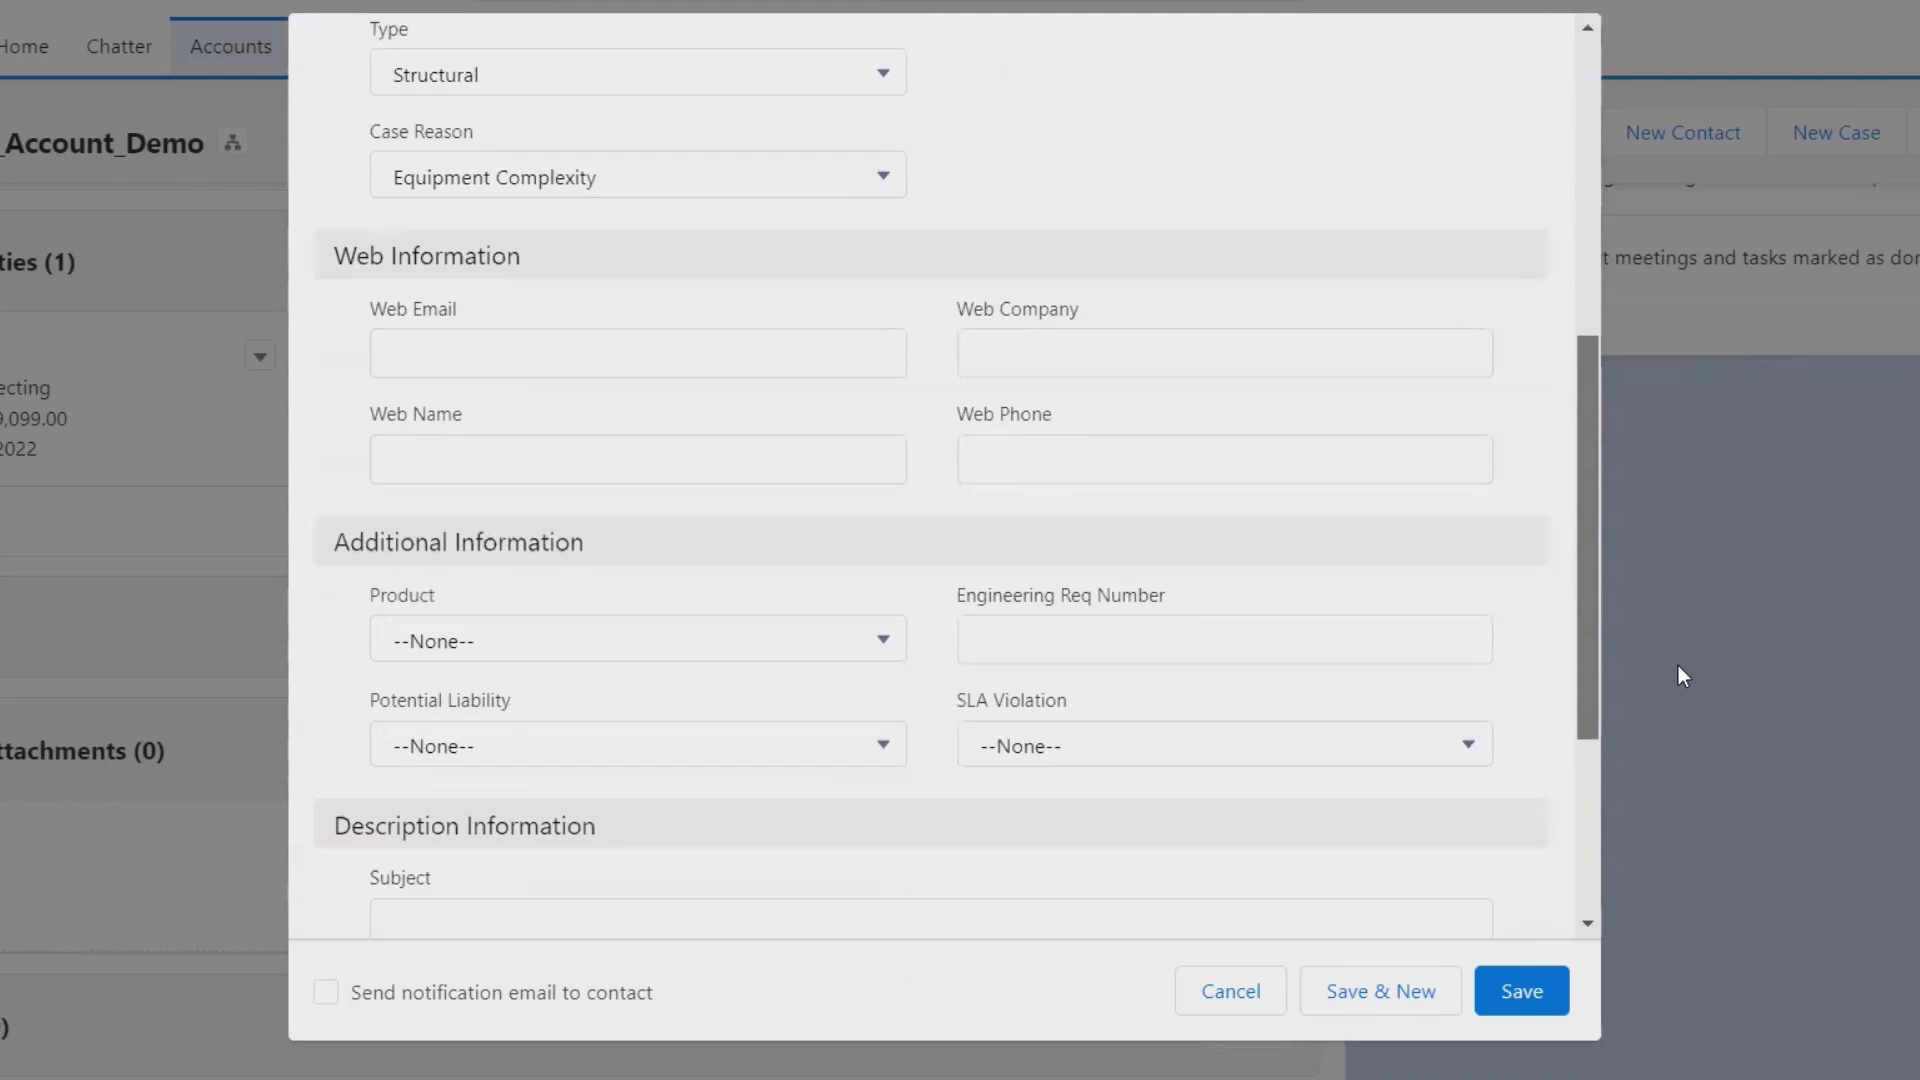 Home Chatter Accounts
_Account_Demo
New Contact New Case
ties (1)
t meetings and tasks marked as don
ecting
9,099.00
2022
ttachments (0)
)
Type
Structural
Case Reason
Equipment Complexity
Web Information
Web Email Web Company
Web Name Web Phone
Additional Information
Product Engineering Req Number
--None--
Potential Liability SLA Violation
--None-- --None--
Description Information
Subject
Send notification email to contact
Cancel Save & New Save